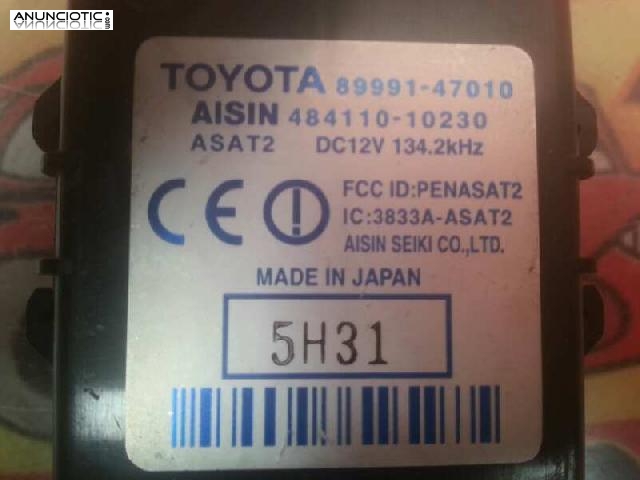 ANUNCIOTIC.com
TOYOTA 89991-47010
AISIN 484110-10230
ASAT2 DC12V 134.2kHz
CE
FCC ID:PENASAT2
IC:3833A-ASAT2
AISIN SEIKI CO.,LTD.
MADE IN JAPAN
5H31